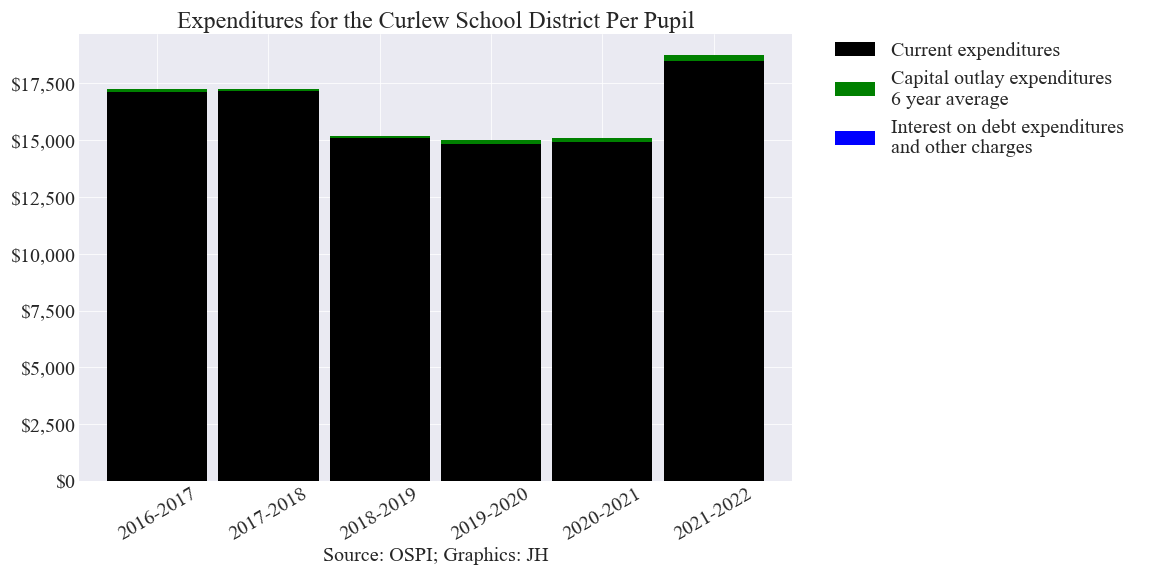 Expenditures for the Curlew School District Per Pupil
$17,500
$15,000
$12,500
$10,000
$7,500
$5,000
$2,500
$0
2016-2017
2017-2018
2018-2019
2019-2020
2020-2021
2021-2022
Source: OSPI; Graphics: JH
Current expenditures
Capital outlay expenditures
6 year average
Interest on debt expenditures
and other charges